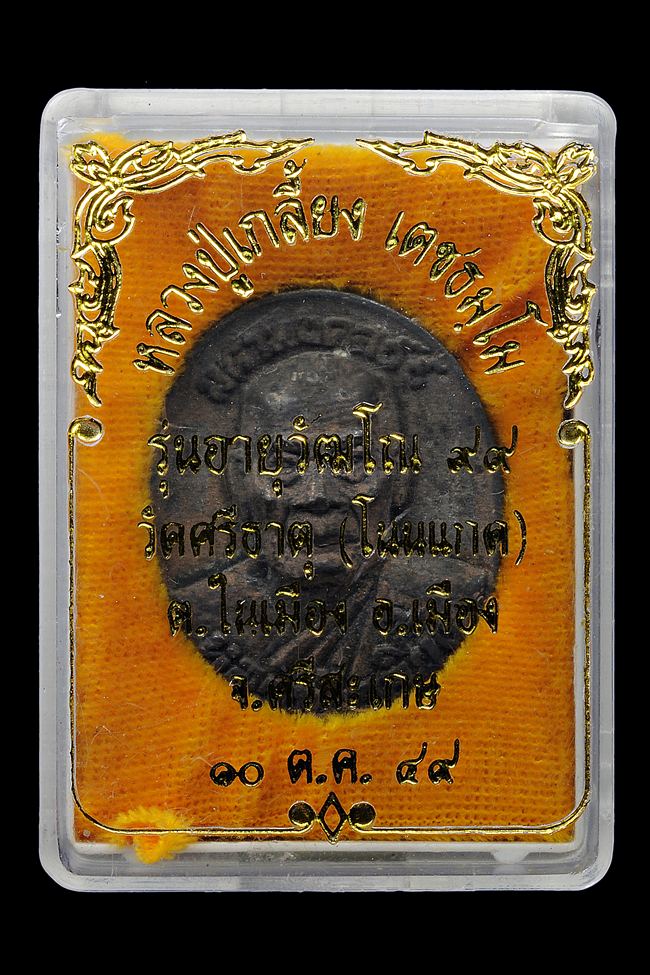 หลวงปู่เกลี้ยง เตชธมฺโม
รุ่นอายุวัฒโณ ๙๙
วัดศรีธาตุ (โนนแกด)
ต.ในเมือง อ.เมือง
จ.ศรีสะเกษ
๑๐ ต.ค. ๔๙